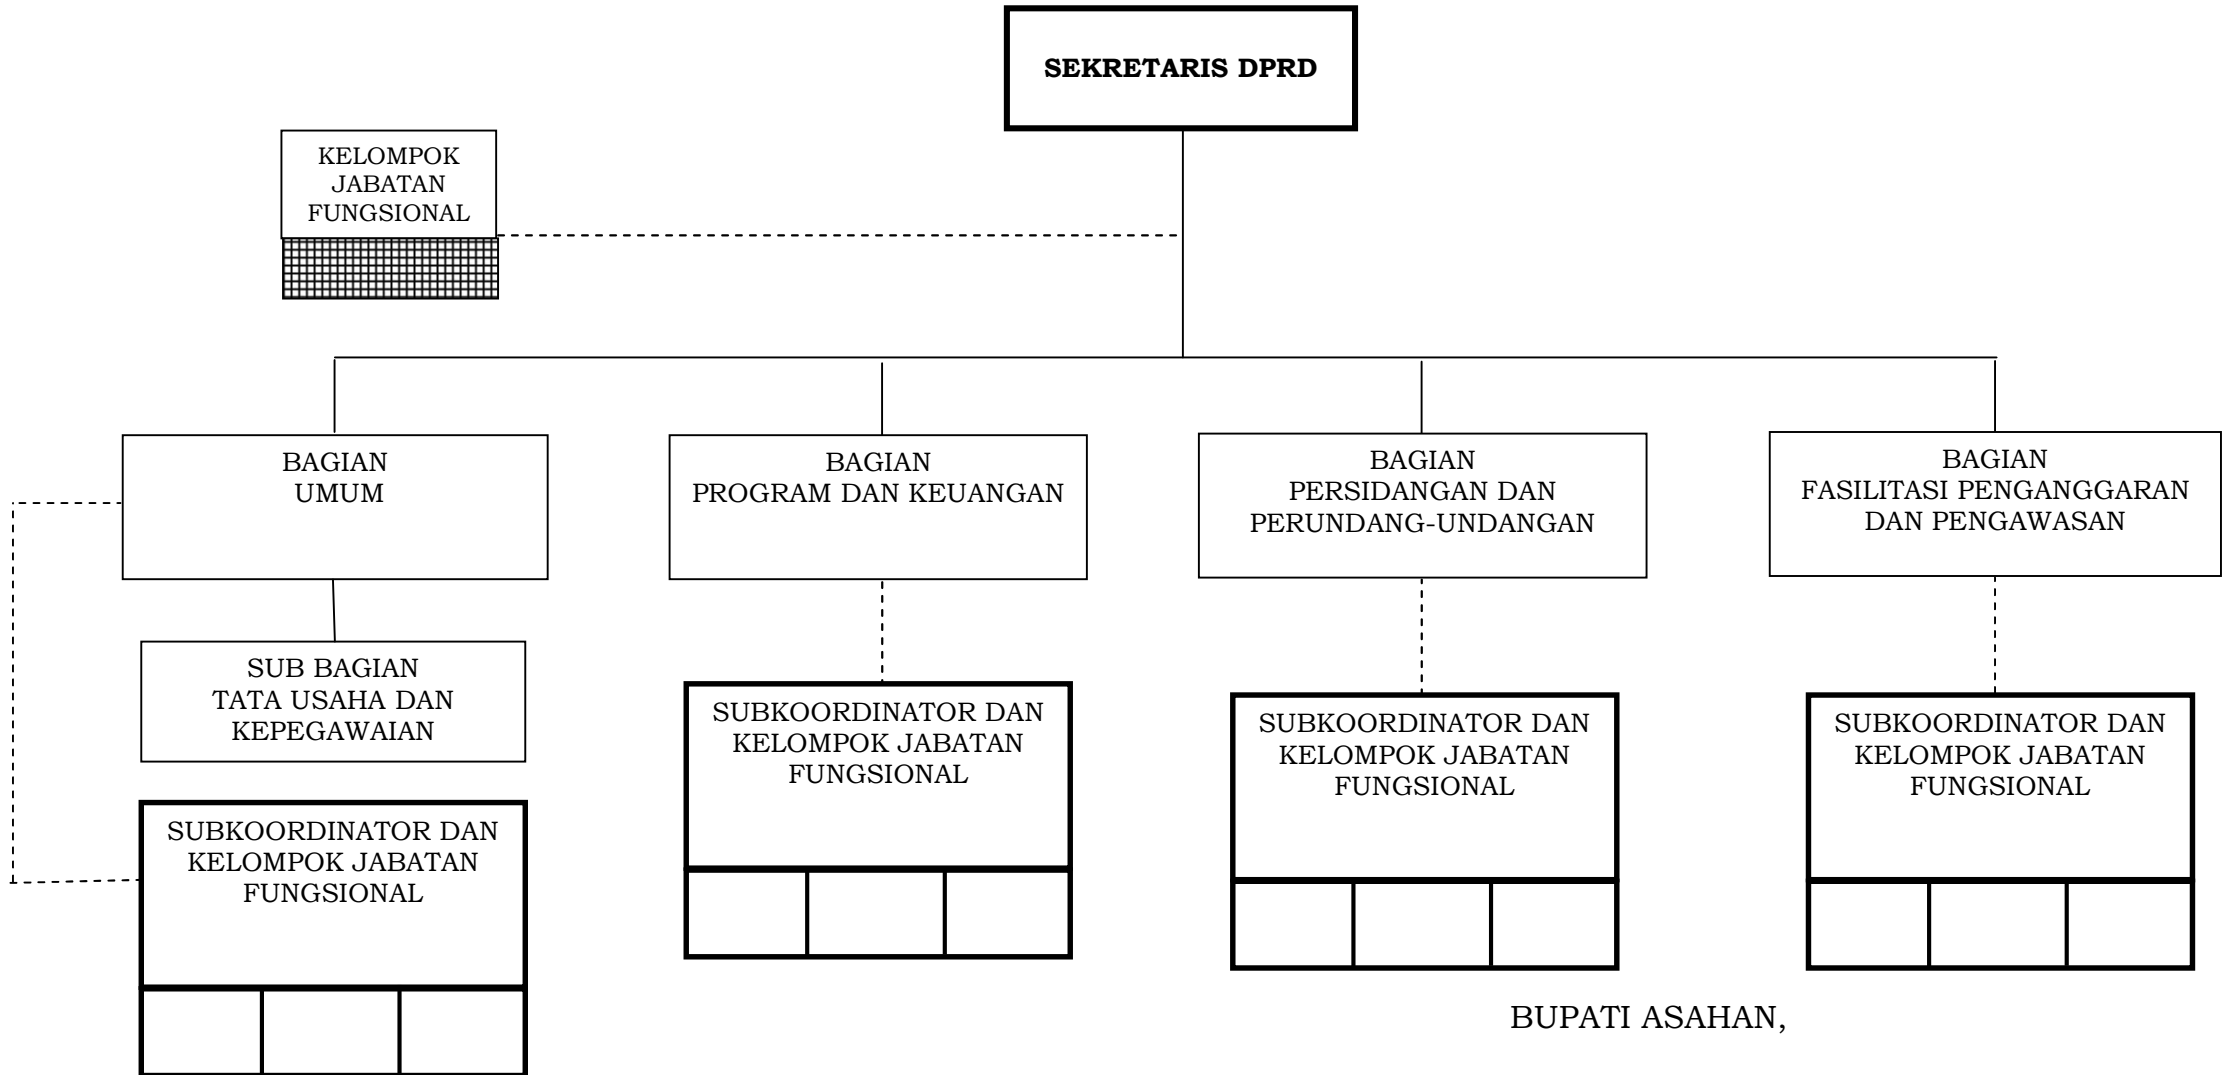 SEKRETARIS DPRD
KELOMPOK
JABATAN
FUNGSIONAL
BAGIAN
UMUM
BAGIAN
PROGRAM DAN KEUANGAN
BAGIAN
PERSIDANGAN DAN
PERUNDANG-UNDANGAN
BAGIAN
FASILITASI PENGANGGARAN
DAN PENGAWASAN
SUB BAGIAN
TATA USAHA DAN
KEPEGAWAIAN
SUBKOORDINATOR DAN
KELOMPOK JABATAN
FUNGSIONAL
SUBKOORDINATOR DAN
KELOMPOK JABATAN
FUNGSIONAL
SUBKOORDINATOR DAN
KELOMPOK JABATAN
FUNGSIONAL
SUBKOORDINATOR DAN
KELOMPOK JABATAN
FUNGSIONAL
BUPATI ASAHAN,